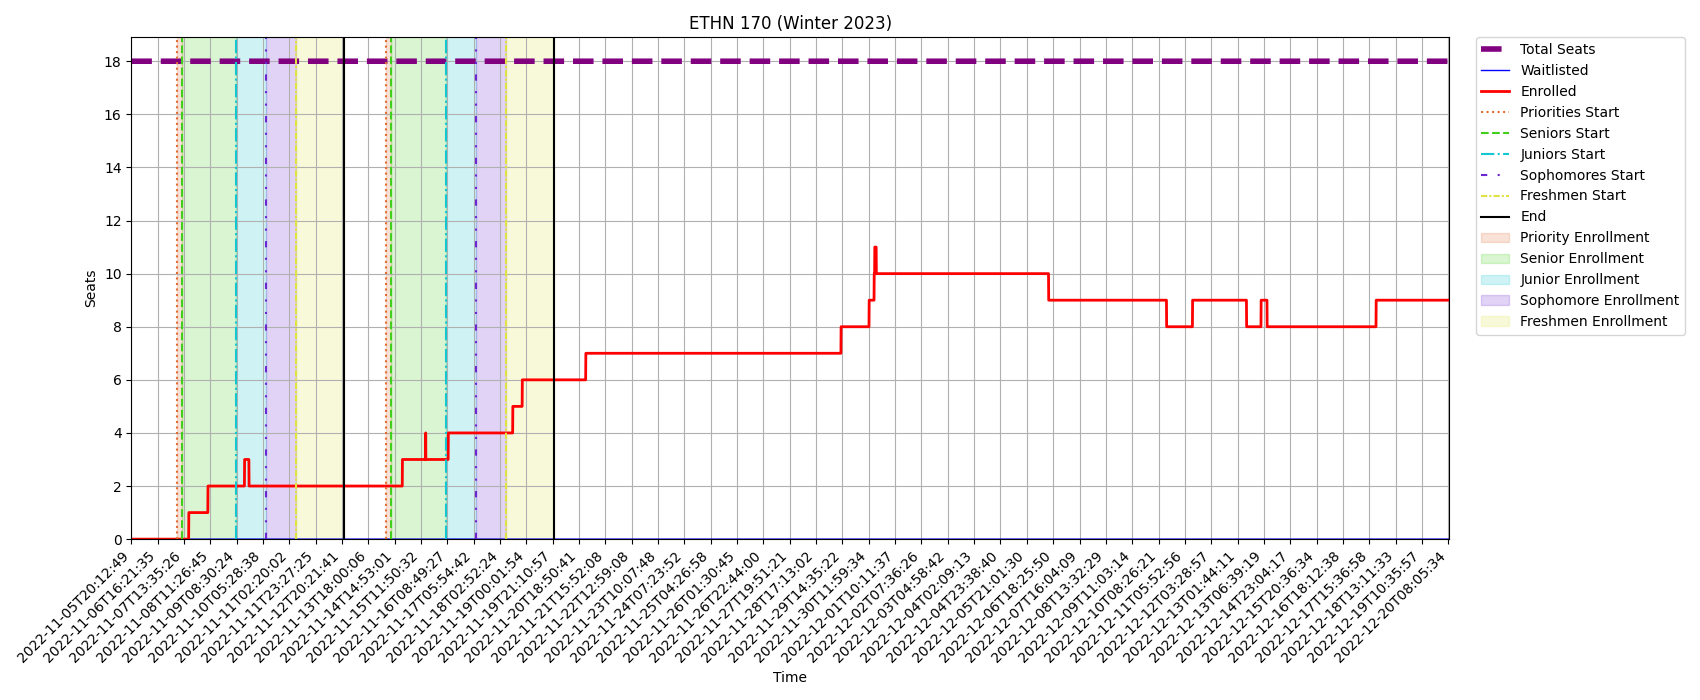 ETHN 170 (Winter 2023)
Seats
18
16
14
12
10
8
6
4
2
0
2022-11-05T20:12:49
2022-11-06T16:21:35
2022-11-07T13:35:26
2022-11-08T11:26:45
2022-11-09T08:30:24
2022-11-10T05:28:38
2022-11-11T02:20:02
2022-11-11T23:27:25
2022-11-12T20:21:41
2022-11-13T18:00:06
2022-11-14T14:53:01
2022-11-15T11:50:32
2022-11-16T08:49:27
2022-11-17T05:54:42
2022-11-18T02:52:24
2022-11-19T00:01:54
2022-11-19T21:10:57
2022-11-20T18:50:41
2022-11-21T15:52:08
2022-11-22T12:59:08
2022-11-23T10:07:48
2022-11-24T07:23:52
2022-11-25T04:26:58
2022-11-26T01:30:45
2022-11-26T22:44:00
2022-11-27T19:51:21
2022-11-28T17:13:02
2022-11-29T14:35:22
2022-11-30T11:59:34
2022-12-01T10:11:37
2022-12-03T07:36:26
2022-12-03T04:58:42
2022-12-04T02:09:13
2022-12-04T23:38:40
2022-12-05T21:01:30
2022-12-06T18:25:50
2022-12-07T16:04:09
2022-12-08T13:32:29
2022-12-09T11:03:14
2022-12-10T08:26:21
2022-12-11T05:52:56
2022-12-12T03:28:57
2022-12-13T01:44:11
2022-12-13T06:39:19
2022-12-14T23:04:17
2022-12-15T20:36:34
2022-12-16T18:12:38
2022-12-17T15:36:58
2022-12-18T13:11:33
2022-12-19T10:35:57
2022-12-20T08:05:34
Time
Total Seats
Waitlisted
Enrolled
Priorities Start
Seniors Start
Juniors Start
Sophomores Start
Freshmen Start
End
Priority Enrollment
Senior Enrollment
Junior Enrollment
Sophomore Enrollment
Freshmen Enrollment